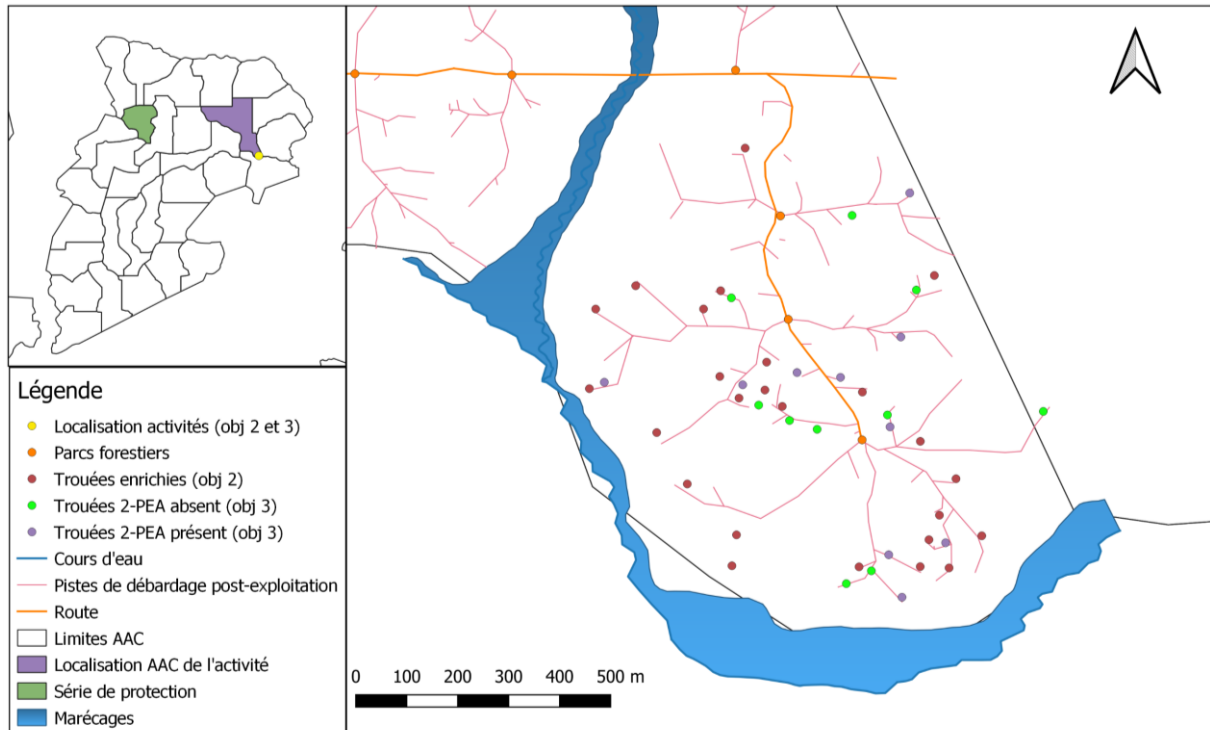 Légende
Localisation activités (obj 2 et 3)
Parcs forestiers
Trouées enrichies (obj 2)
Trouées 2-PEA absent (obj 3)
Trouées 2-PEA présent (obj 3)
Cours d'eau
Pistes de débardage post-exploitation
Route
Limites AAC
Localisation AAC de l'activité
Série de protection
Marécages
0 100 200 300 400 500 m